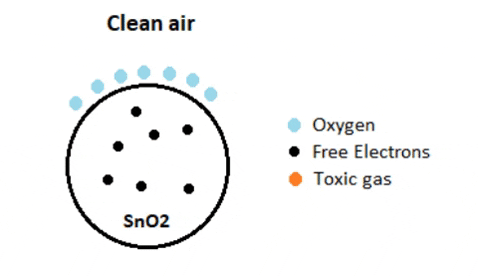 Clean air
Oxygen
Free Electrons
Toxic gas
SnO2